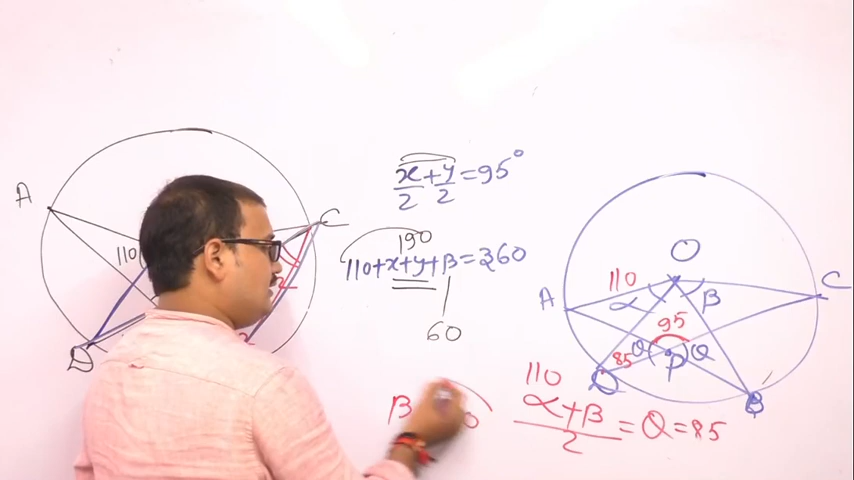 A
110
C
D
x/2 + y/2 = 95°
190
110+x+y+β=360
60
β
O
110
α
β
A
C
95
85
θ
θ
P
D
B
110
α+β/2 = θ = 85